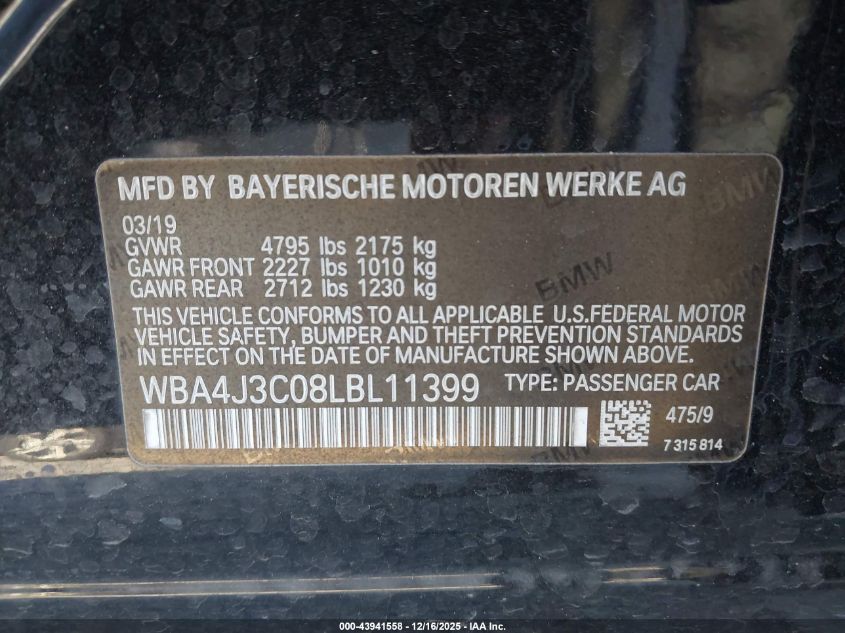 MFD BY BAYERISCHE MOTOREN WERKE AG
03/19
GVWR 4795 lbs 2175 kg
GAWR FRONT 2227 lbs 1010 kg
GAWR REAR 2712 lbs 1230 kg
THIS VEHICLE CONFORMS TO ALL APPLICABLE U.S.FEDERAL MOTOR
VEHICLE SAFETY, BUMPER AND THEFT PREVENTION STANDARDS
IN EFFECT ON THE DATE OF MANUFACTURE SHOWN ABOVE.
WBA4J3C08LBL11399 TYPE: PASSENGER CAR
475/9
7 315 814
BMW
BMW
BMW
000-43941558 - 12/16/2025 - © IAA, Inc.